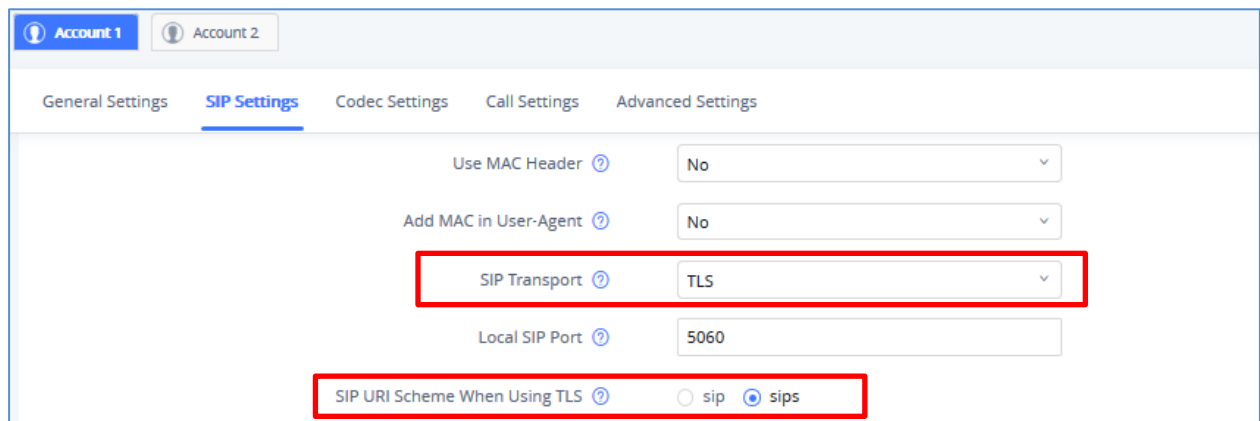 Account 1 Account 2
General Settings SIP Settings Codec Settings Call Settings Advanced Settings
Use MAC Header ? No
Add MAC in User-Agent ? No
SIP Transport ? TLS
Local SIP Port ? 5060
SIP URI Scheme When Using TLS ? sip sips